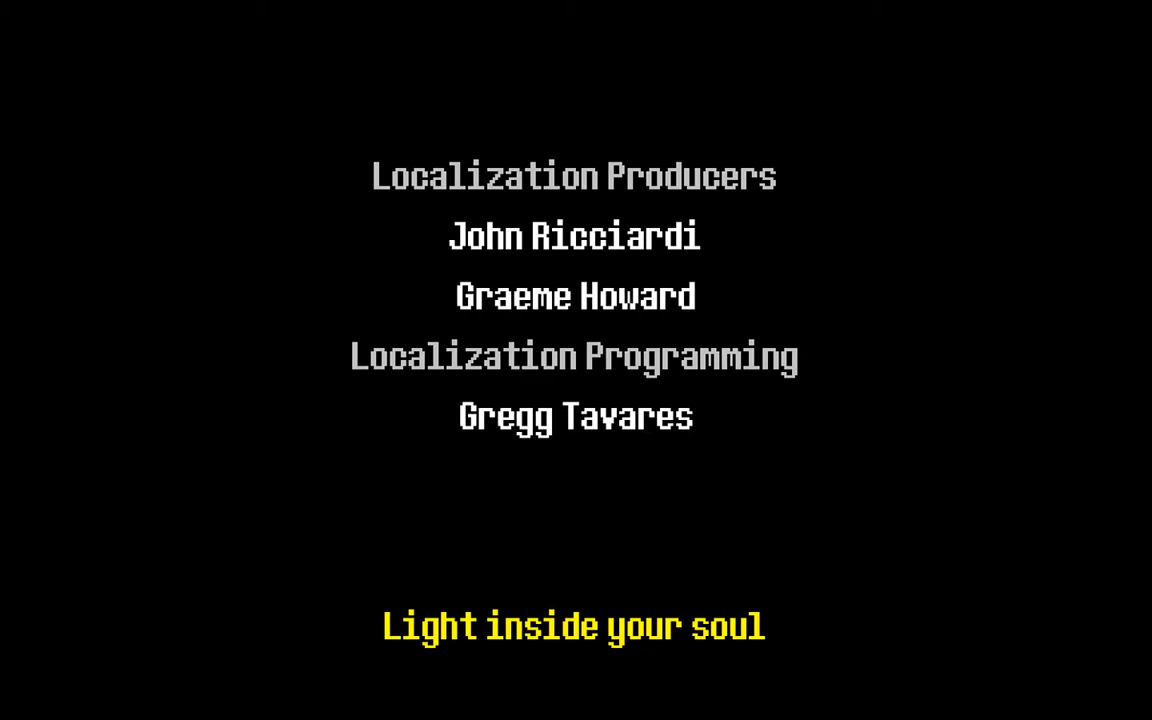 Localization Producers
John Ricciardi
Graeme Howard
Localization Programming
Gregg Tavares
Light inside your soul